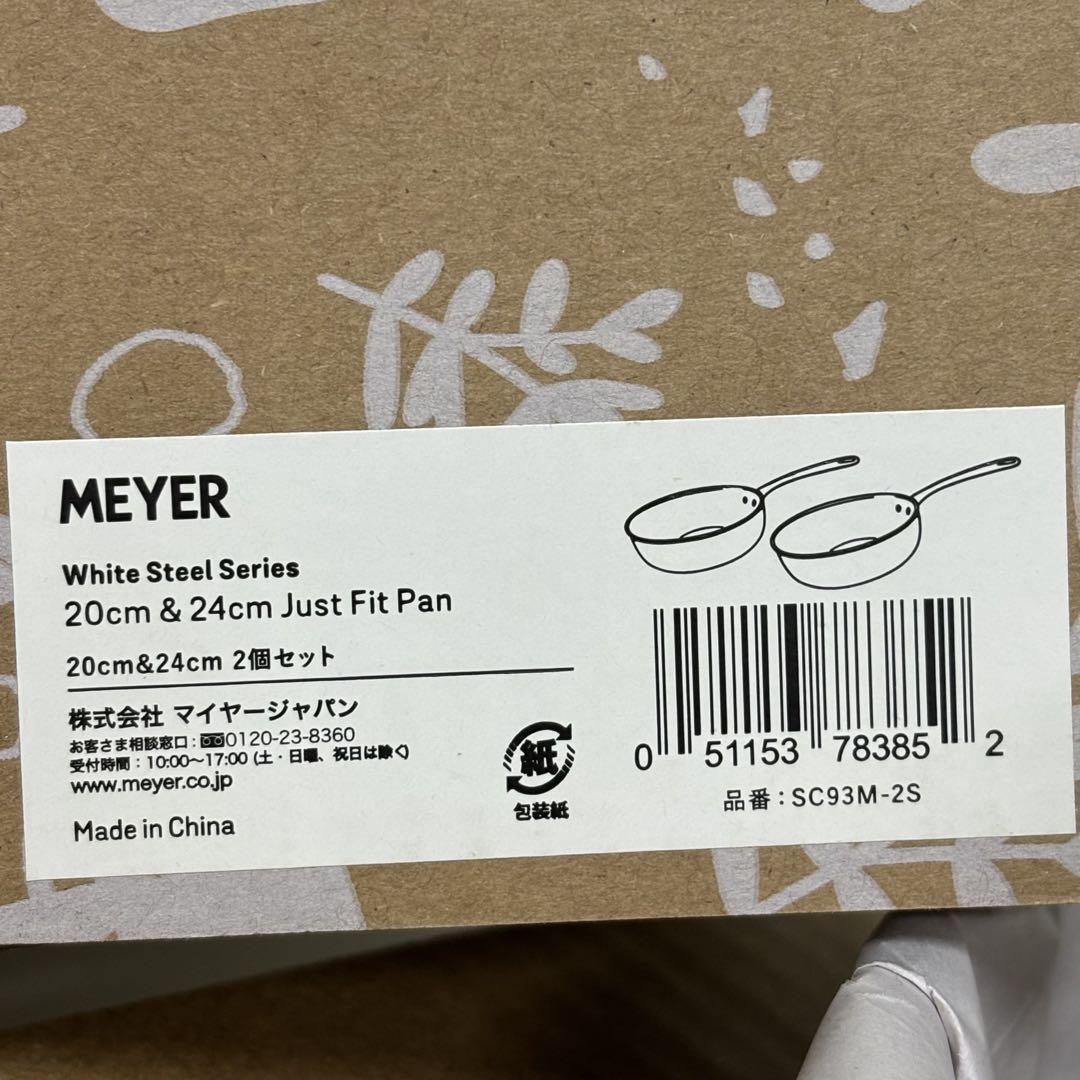 MEYER
White Steel Series
20cm & 24cm Just Fit Pan
20cm&24cm 2個セット
株式会社 マイヤージャパン
お客さま相談窓口:0120-23-8360
受付時間:10:00〜17:00 (土・日曜、祝日は除く)
www.meyer.co.jp
Made in China
紙
包装紙
0 51153 78385 2
品番:SC93M-2S